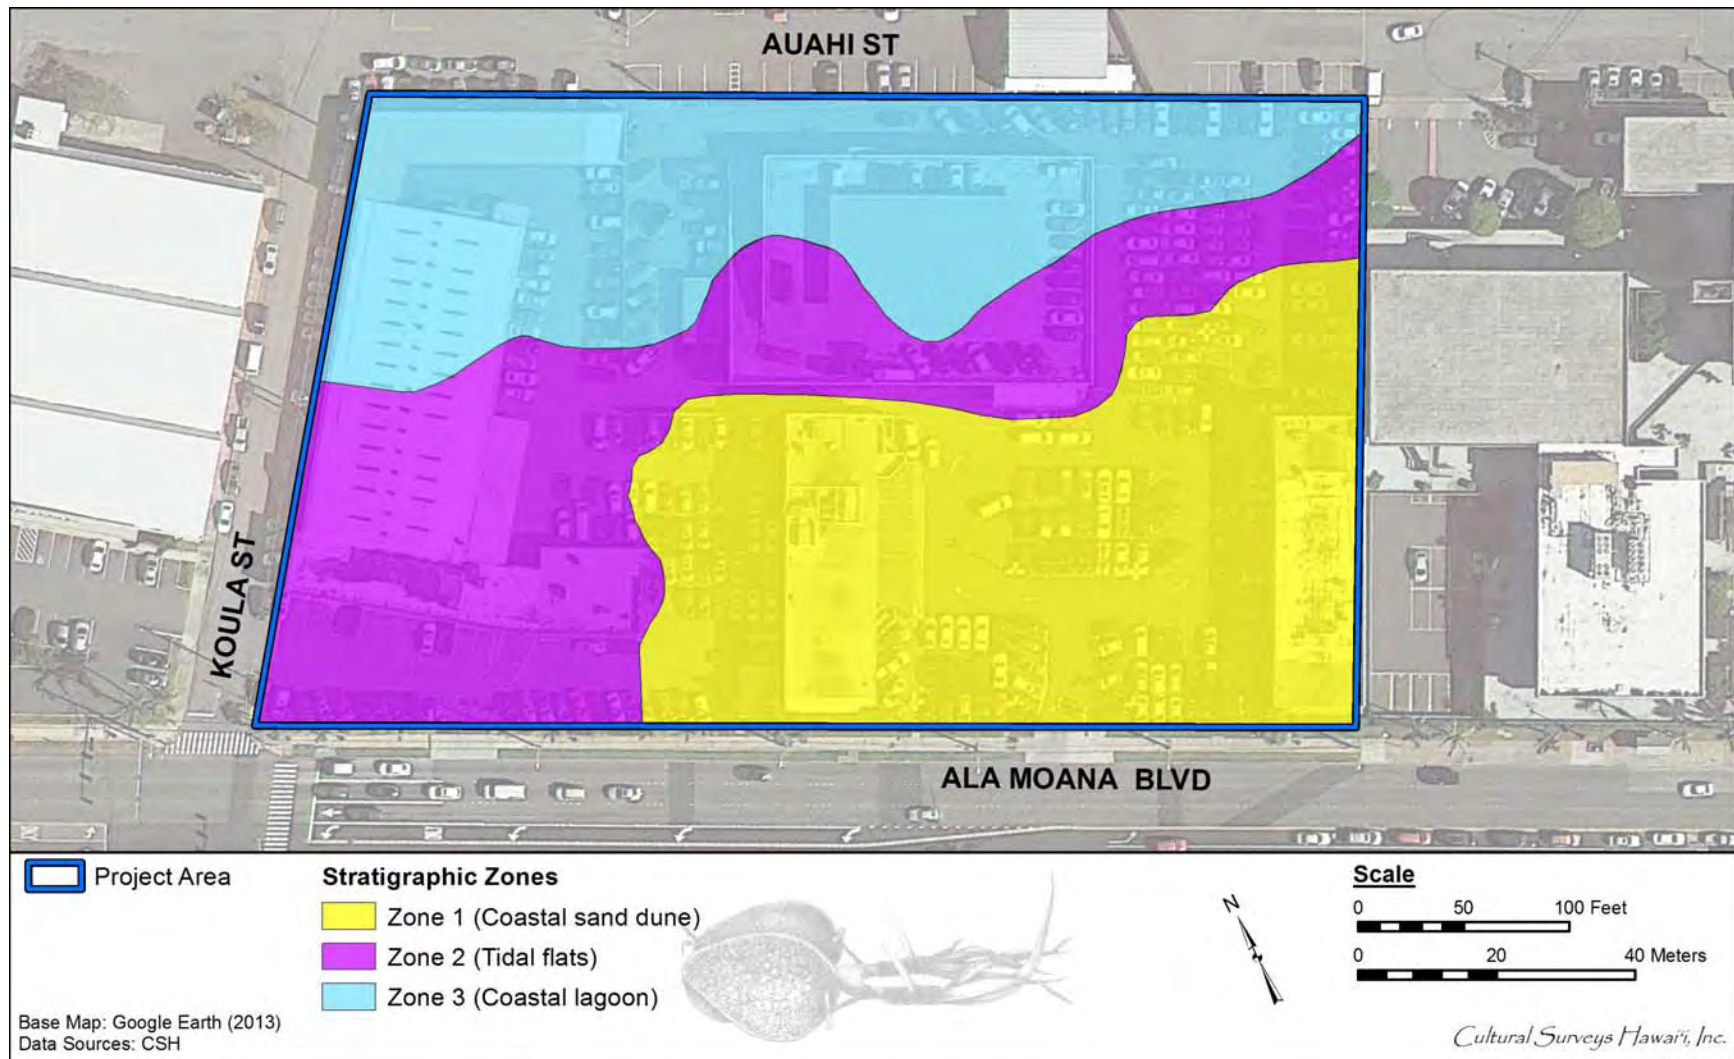 AUAHI ST
KOULA ST
ALA MOANA BLVD
Project Area
Stratigraphic Zones
Zone 1 (Coastal sand dune)
Zone 2 (Tidal flats)
Zone 3 (Coastal lagoon)
N
Scale
0 50 100 Feet
0 20 40 Meters
Base Map: Google Earth (2013)
Data Sources: CSH
Cultural Surveys Hawai'i, Inc.